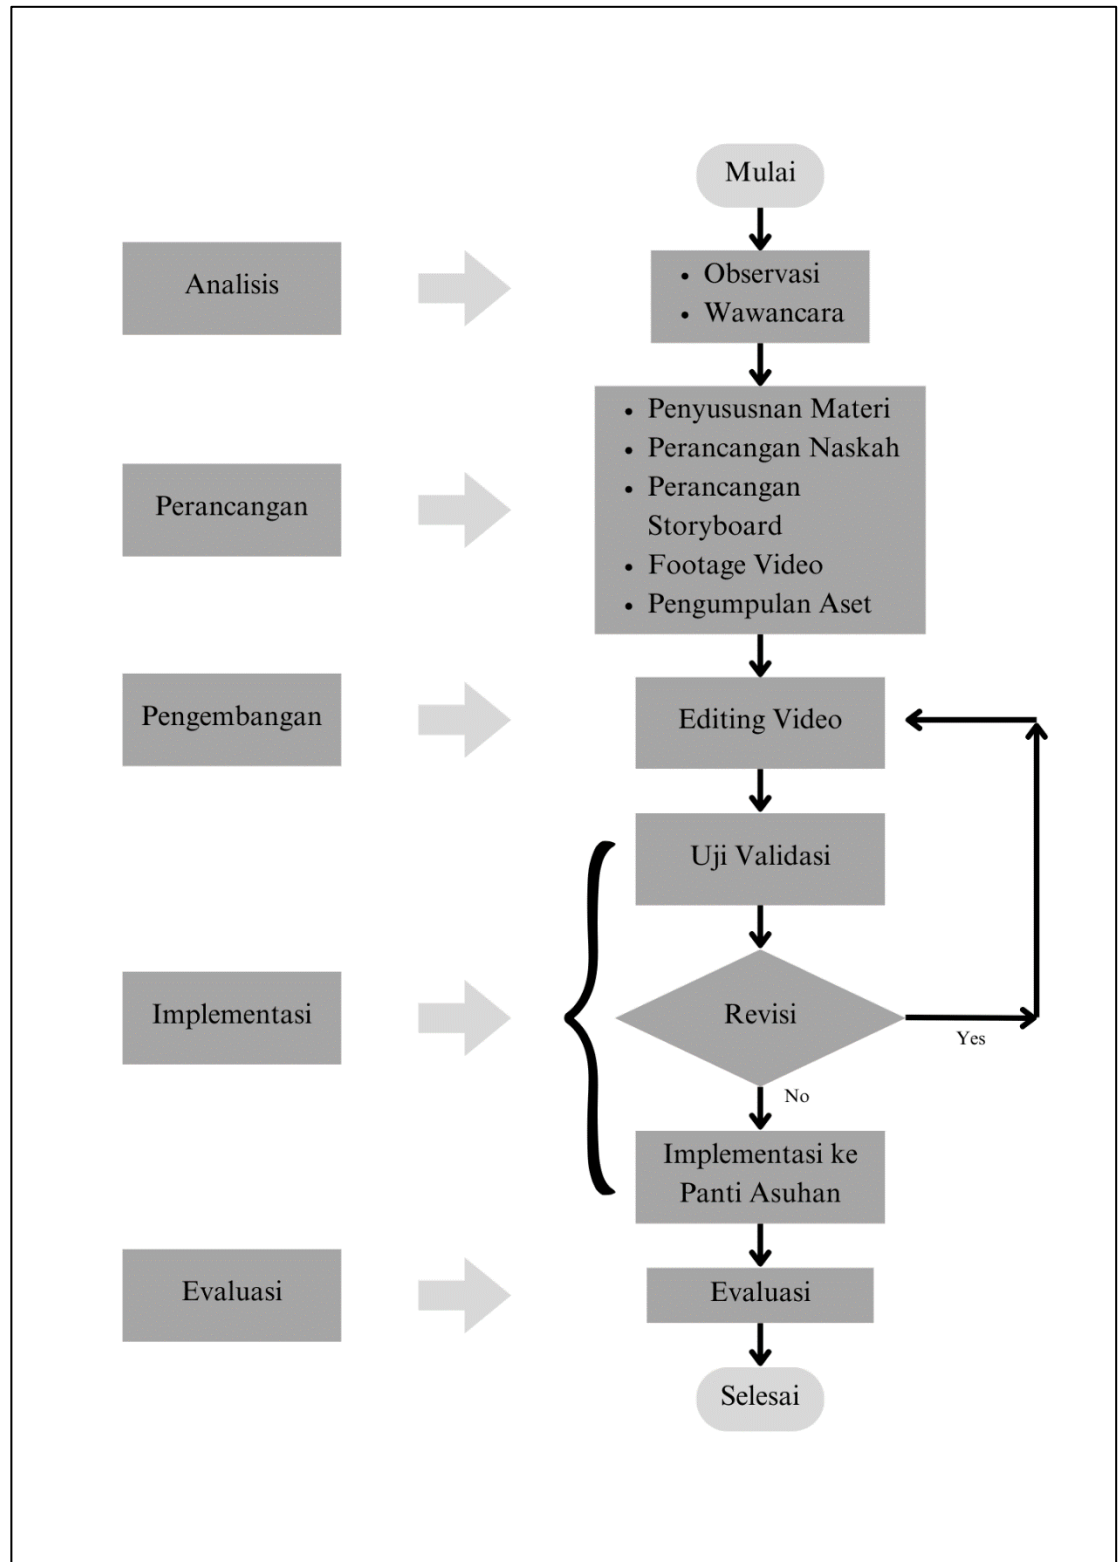 Mulai
Analisis
• Observasi
• Wawancara
Perancangan
• Penyususnan Materi
• Perancangan Naskah
• Perancangan
Storyboard
• Footage Video
• Pengumpulan Aset
Pengembangan
Editing Video
Uji Validasi
Implementasi
Revisi
Yes
No
Implementasi ke
Panti Asuhan
Evaluasi
Evaluasi
Selesai